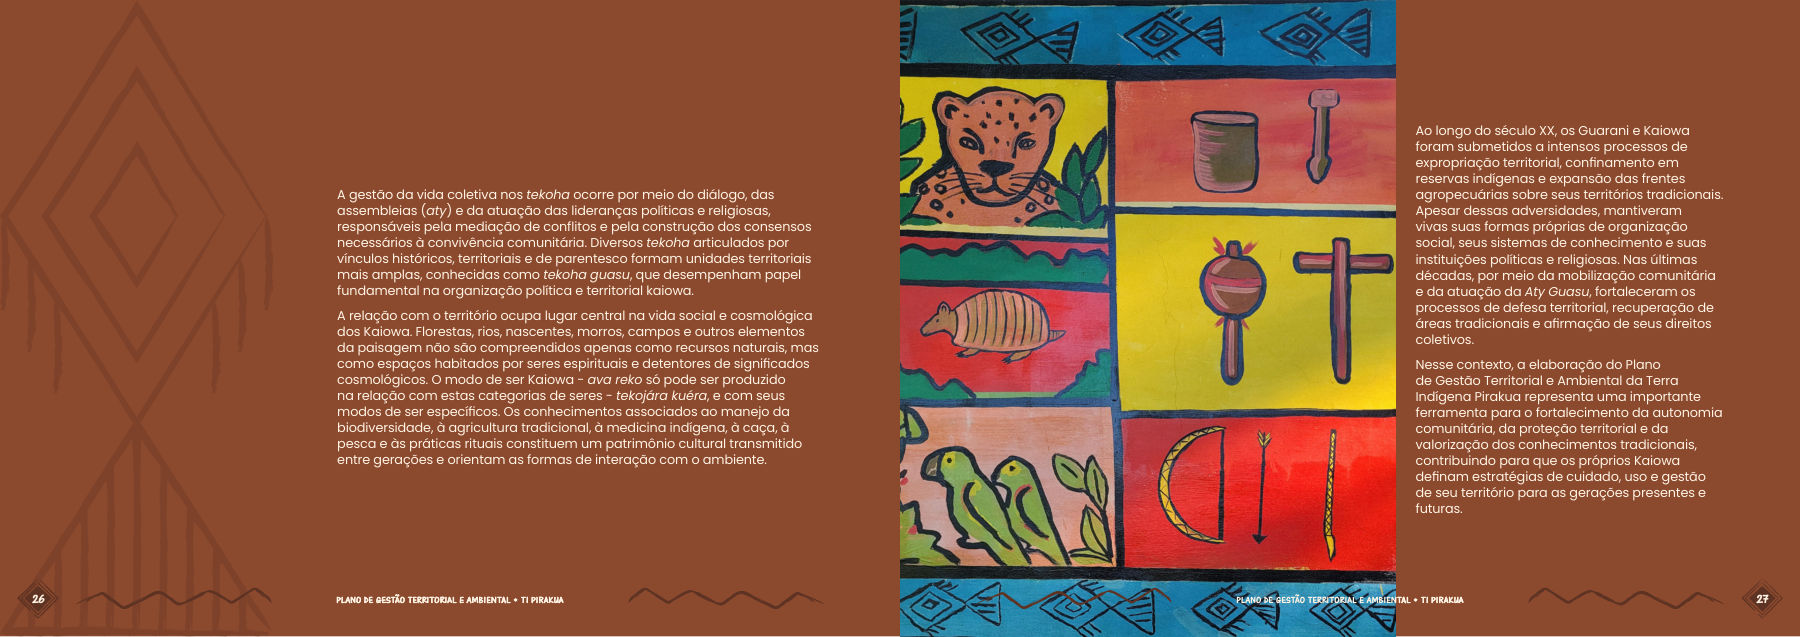 A gestão da vida coletiva nos tekoha ocorre por meio do diálogo, das
assembleias (aty) e da atuação das lideranças políticas e religiosas,
responsáveis pela mediação de conflitos e pela construção dos consensos
necessários à convivência comunitária. Diversos tekoha articulados por
vínculos históricos, territoriais e de parentesco formam unidades territoriais
mais amplas, conhecidas como tekoha guasu, que desempenham papel
fundamental na organização política e territorial kaiowa.
A relação com o território ocupa lugar central na vida social e cosmológica
dos Kaiowa. Florestas, rios, nascentes, morros, campos e outros elementos
da paisagem não são compreendidos apenas como recursos naturais, mas
como espaços habitados por seres espirituais e detentores de significados
cosmológicos. O modo de ser Kaiowa - ava reko só pode ser produzido
na relação com estas categorias de seres - tekojára kuéra, e com seus
modos de ser específicos. Os conhecimentos associados ao manejo da
biodiversidade, à agricultura tradicional, à medicina indígena, à caça, à
pesca e às práticas rituais constituem um patrimônio cultural transmitido
entre gerações e orientam as formas de interação com o ambiente.
26
PLANO DE GESTÃO TERRITORIAL E AMBIENTAL • TI PIRAKUA
Ao longo do século XX, os Guarani e Kaiowa
foram submetidos a intensos processos de
expropriação territorial, confinamento em
reservas indígenas e expansão das frentes
agropecuárias sobre seus territórios tradicionais.
Apesar dessas adversidades, mantiveram
vivas suas formas próprias de organização
social, seus sistemas de conhecimento e suas
instituições políticas e religiosas. Nas últimas
décadas, por meio da mobilização comunitária
e da atuação da Aty Guasu, fortaleceram os
processos de defesa territorial, recuperação de
áreas tradicionais e afirmação de seus direitos
coletivos.
Nesse contexto, a elaboração do Plano
de Gestão Territorial e Ambiental da Terra
Indígena Pirakua representa uma importante
ferramenta para o fortalecimento da autonomia
comunitária, da proteção territorial e da
valorização dos conhecimentos tradicionais,
contribuindo para que os próprios Kaiowa
definam estratégias de cuidado, uso e gestão
de seu território para as gerações presentes e
futuras.
PLANO DE GESTÃO TERRITORIAL E AMBIENTAL • TI PIRAKUA
27